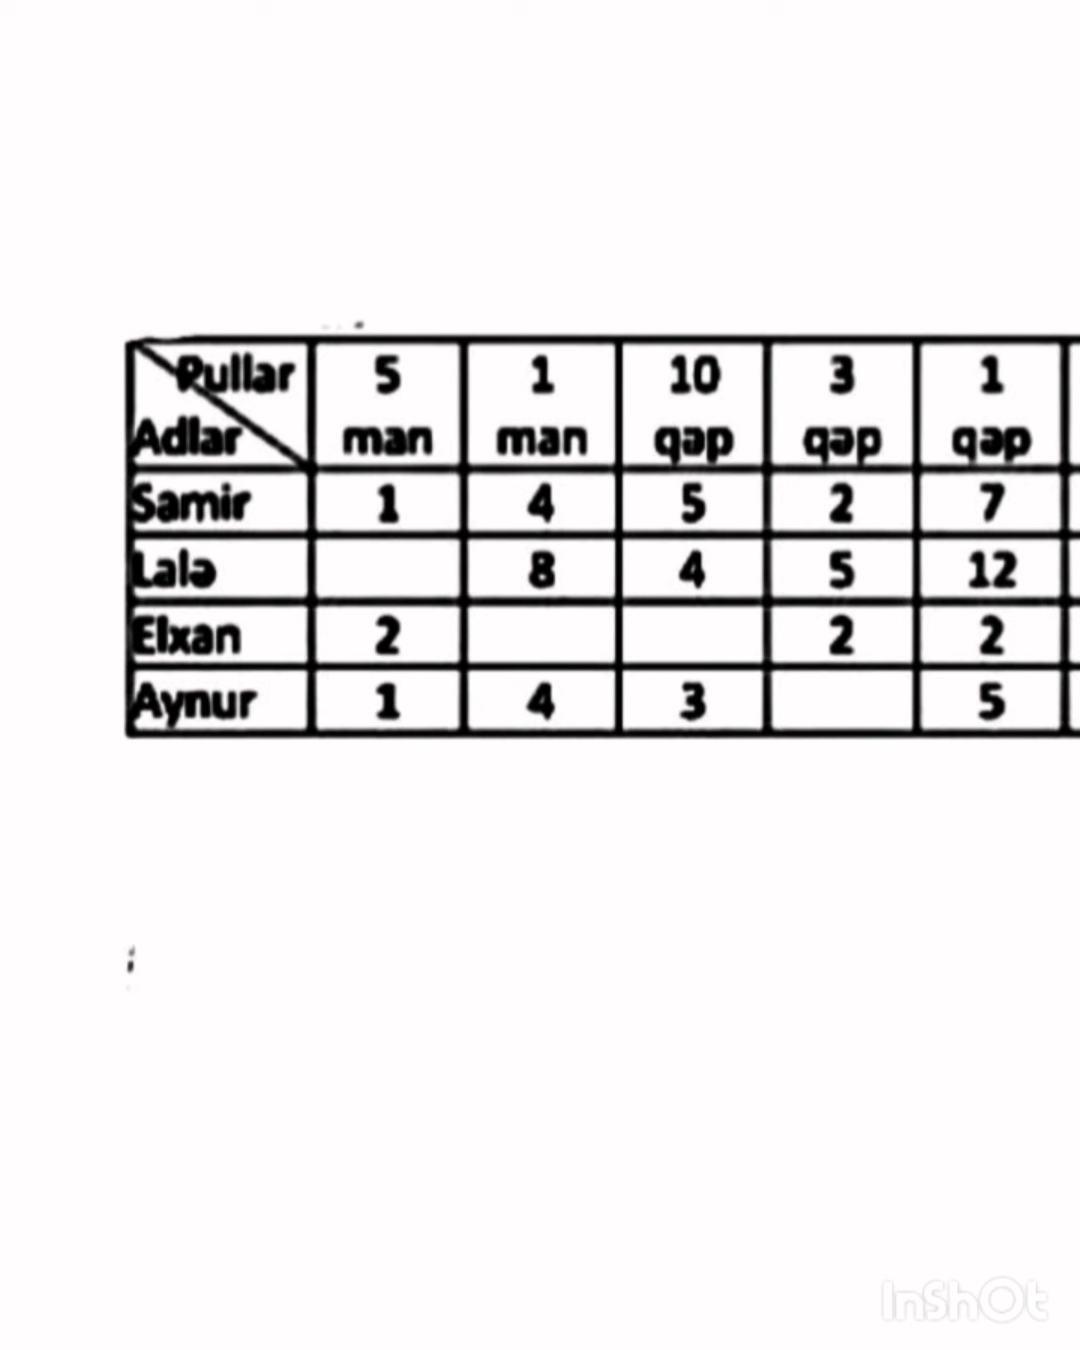 Pullar 5 1 10 3 1
Adlar man man qəp qəp qəp
Samir 1 4 5 2 7
Lalə 8 4 5 12
Elxan 2 2 2
Aynur 1 4 3 5
InShOt